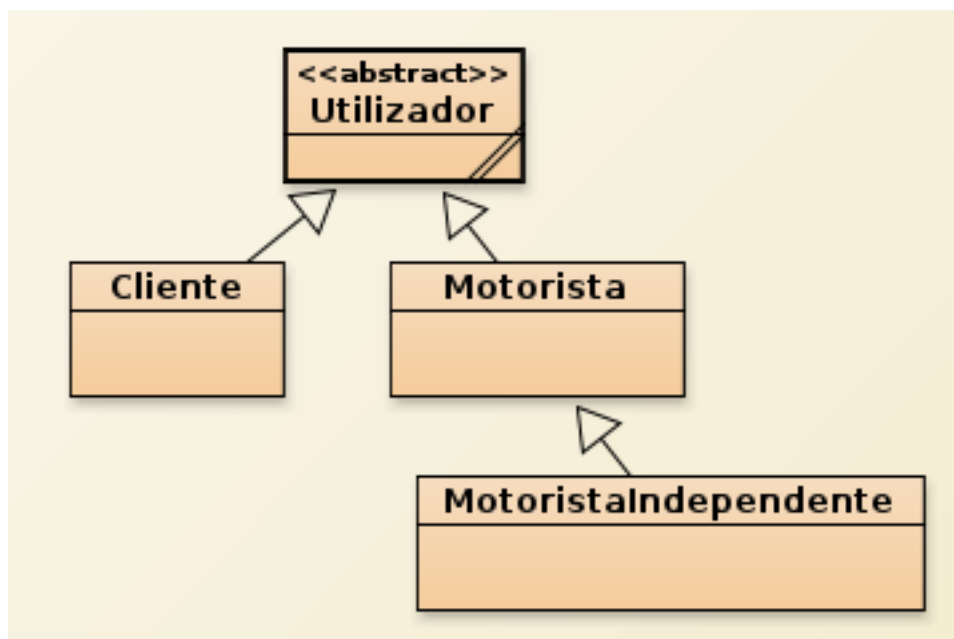 <<abstract>>
Utilizador
Cliente
Motorista
MotoristaIndependente